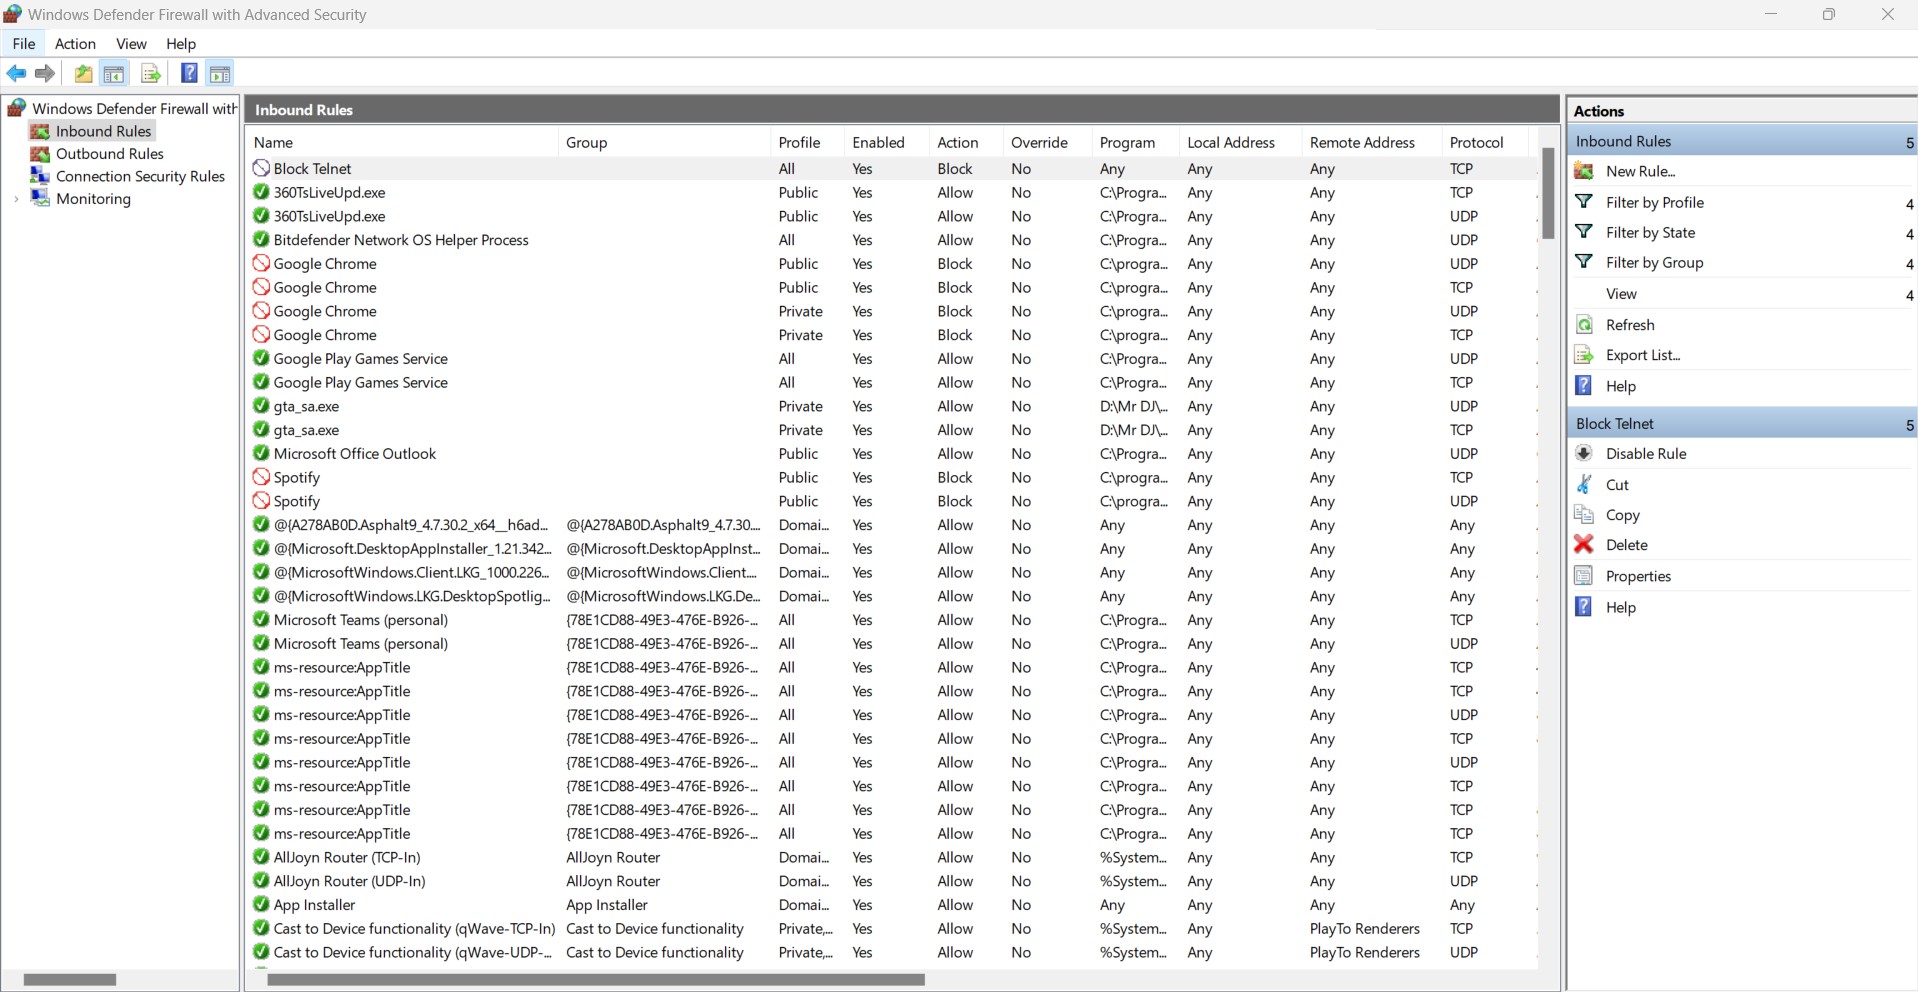 Windows Defender Firewall with Advanced Security
File Action View Help
Windows Defender Firewall with
Inbound Rules
Outbound Rules
Connection Security Rules
Monitoring
Inbound Rules
Name Group Profile Enabled Action Override Program Local Address Remote Address Protocol
Block Telnet All Yes Block No Any Any Any TCP
360TsLiveUpd.exe Public Yes Allow No C:\Progra... Any Any TCP
360TsLiveUpd.exe Public Yes Allow No C:\Progra... Any Any UDP
Bitdefender Network OS Helper Process All Yes Allow No C:\Progra... Any Any UDP
Google Chrome Public Yes Block No C:\progra... Any Any UDP
Google Chrome Public Yes Block No C:\progra... Any Any TCP
Google Chrome Private Yes Block No C:\progra... Any Any UDP
Google Chrome Private Yes Block No C:\progra... Any Any TCP
Google Play Games Service All Yes Allow No C:\Progra... Any Any UDP
Google Play Games Service All Yes Allow No C:\Progra... Any Any TCP
gta_sa.exe Private Yes Allow No D:\Mr DJ\... Any Any UDP
gta_sa.exe Private Yes Allow No D:\Mr DJ\... Any Any TCP
Microsoft Office Outlook Public Yes Allow No C:\Progra... Any Any UDP
Spotify Public Yes Block No C:\progra... Any Any TCP
Spotify Public Yes Block No C:\progra... Any Any UDP
@{A278AB0D.Asphalt9_4.7.30.2_x64__h6ad... @{A278AB0D.Asphalt9_4.7.30.... Domai... Yes Allow No Any Any Any Any
@{Microsoft.DesktopAppInstaller_1.21.342... @{Microsoft.DesktopAppInst... Domai... Yes Allow No Any Any Any Any
@{MicrosoftWindows.Client.LKG_1000.226... @{MicrosoftWindows.Client.... Domai... Yes Allow No Any Any Any Any
@{MicrosoftWindows.LKG.DesktopSpotlig... @{MicrosoftWindows.LKG.De... Domai... Yes Allow No Any Any Any Any
Microsoft Teams (personal) {78E1CD88-49E3-476E-B926-... All Yes Allow No C:\Progra... Any Any TCP
Microsoft Teams (personal) {78E1CD88-49E3-476E-B926-... All Yes Allow No C:\Progra... Any Any UDP
ms-resource:AppTitle {78E1CD88-49E3-476E-B926-... All Yes Allow No C:\Progra... Any Any TCP
ms-resource:AppTitle {78E1CD88-49E3-476E-B926-... All Yes Allow No C:\Progra... Any Any TCP
ms-resource:AppTitle {78E1CD88-49E3-476E-B926-... All Yes Allow No C:\Progra... Any Any UDP
ms-resource:AppTitle {78E1CD88-49E3-476E-B926-... All Yes Allow No C:\Progra... Any Any TCP
ms-resource:AppTitle {78E1CD88-49E3-476E-B926-... All Yes Allow No C:\Progra... Any Any UDP
ms-resource:AppTitle {78E1CD88-49E3-476E-B926-... All Yes Allow No C:\Progra... Any Any TCP
ms-resource:AppTitle {78E1CD88-49E3-476E-B926-... All Yes Allow No C:\Progra... Any Any TCP
ms-resource:AppTitle {78E1CD88-49E3-476E-B926-... All Yes Allow No C:\Progra... Any Any TCP
AllJoyn Router (TCP-In) AllJoyn Router Domai... Yes Allow No %System... Any Any TCP
AllJoyn Router (UDP-In) AllJoyn Router Domai... Yes Allow No %System... Any Any UDP
App Installer App Installer Domai... Yes Allow No Any Any Any Any
Cast to Device functionality (qWave-TCP-In) Cast to Device functionality Private,... Yes Allow No %System... Any PlayTo Renderers TCP
Cast to Device functionality (qWave-UDP-... Cast to Device functionality Private,... Yes Allow No %System... Any PlayTo Renderers UDP
Actions
Inbound Rules 5
New Rule...
Filter by Profile 4
Filter by State 4
Filter by Group 4
View 4
Refresh
Export List...
Help
Block Telnet 5
Disable Rule
Cut
Copy
Delete
Properties
Help